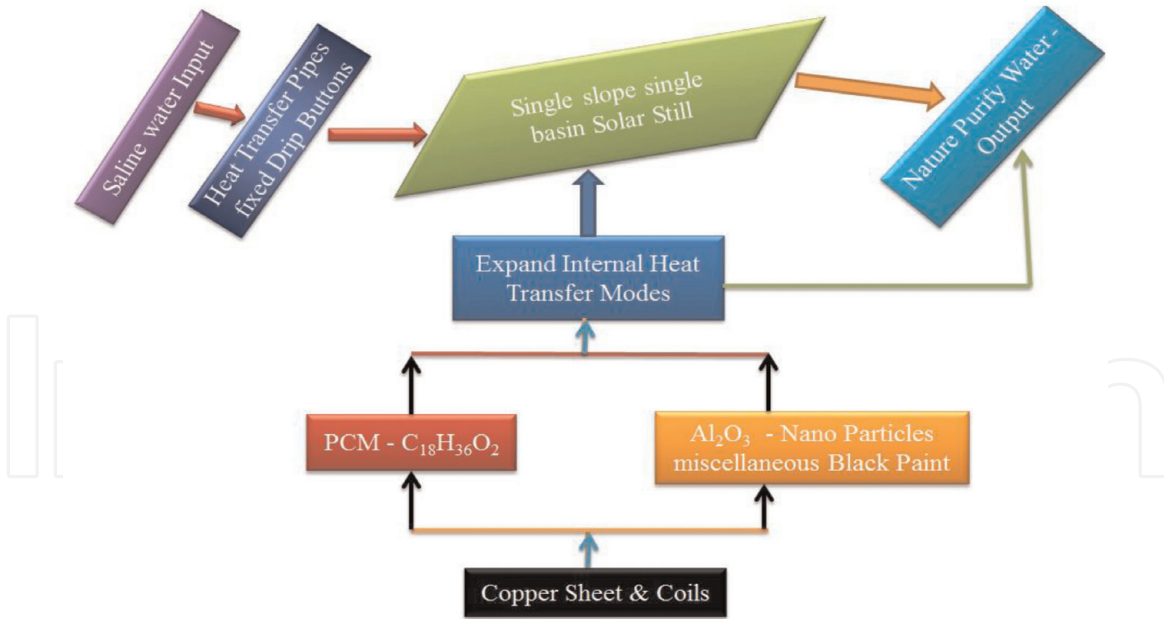 Saline water Input
Heat Transfer Pipes
fixed Drip Buttons
Single slope single
basin Solar Still
Nature Purify Water -
Output
Expand Internal Heat
Transfer Modes
PCM - C₁₈H₃₆O₂
Al₂O₃ - Nano Particles
miscellaneous Black Paint
Copper Sheet & Coils